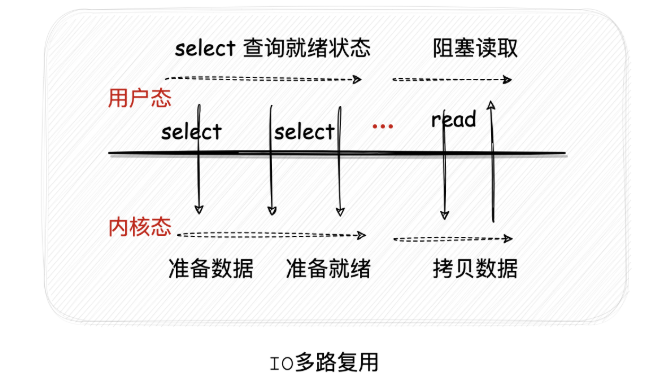 select 查询就绪状态
阻塞读取
用户态
select
select
...
read
内核态
准备数据
准备就绪
拷贝数据
IO多路复用